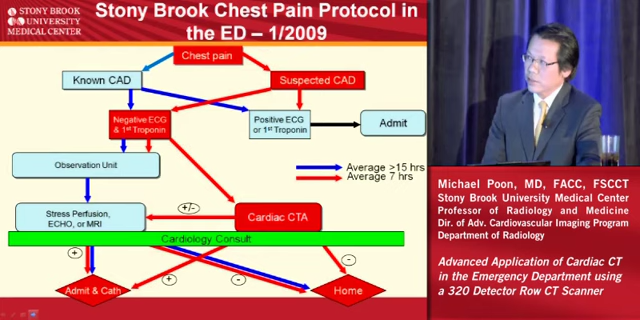 STONY BROOK
UNIVERSITY
MEDICAL CENTER
Stony Brook Chest Pain Protocol in
the ED – 1/2009
Chest pain
Known CAD
Suspected CAD
Negative ECG
& 1st Troponin
Positive ECG
or 1st Troponin
Admit
Observation Unit
Average >15 hrs
Average 7 hrs
+/-
Stress Perfusion,
ECHO, or MRI
Cardiac CTA
Cardiology Consult
+
+
-
-
Admit & Cath
Home
Michael Poon, MD, FACC, FSCCT
Stony Brook University Medical Center
Professor of Radiology and Medicine
Dir. of Adv. Cardiovascular Imaging Program
Department of Radiology
Advanced Application of Cardiac CT
in the Emergency Department using
a 320 Detector Row CT Scanner